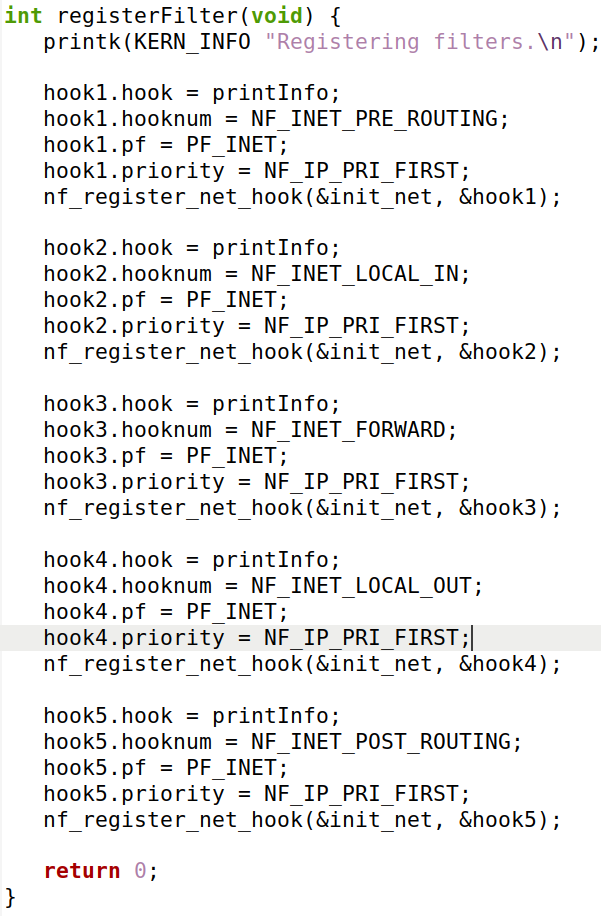 int registerFilter(void) {
   printk(KERN_INFO "Registering filters.\n");

   hook1.hook = printInfo;
   hook1.hooknum = NF_INET_PRE_ROUTING;
   hook1.pf = PF_INET;
   hook1.priority = NF_IP_PRI_FIRST;
   nf_register_net_hook(&init_net, &hook1);

   hook2.hook = printInfo;
   hook2.hooknum = NF_INET_LOCAL_IN;
   hook2.pf = PF_INET;
   hook2.priority = NF_IP_PRI_FIRST;
   nf_register_net_hook(&init_net, &hook2);

   hook3.hook = printInfo;
   hook3.hooknum = NF_INET_FORWARD;
   hook3.pf = PF_INET;
   hook3.priority = NF_IP_PRI_FIRST;
   nf_register_net_hook(&init_net, &hook3);

   hook4.hook = printInfo;
   hook4.hooknum = NF_INET_LOCAL_OUT;
   hook4.pf = PF_INET;
   hook4.priority = NF_IP_PRI_FIRST;
   nf_register_net_hook(&init_net, &hook4);

   hook5.hook = printInfo;
   hook5.hooknum = NF_INET_POST_ROUTING;
   hook5.pf = PF_INET;
   hook5.priority = NF_IP_PRI_FIRST;
   nf_register_net_hook(&init_net, &hook5);

   return 0;
}